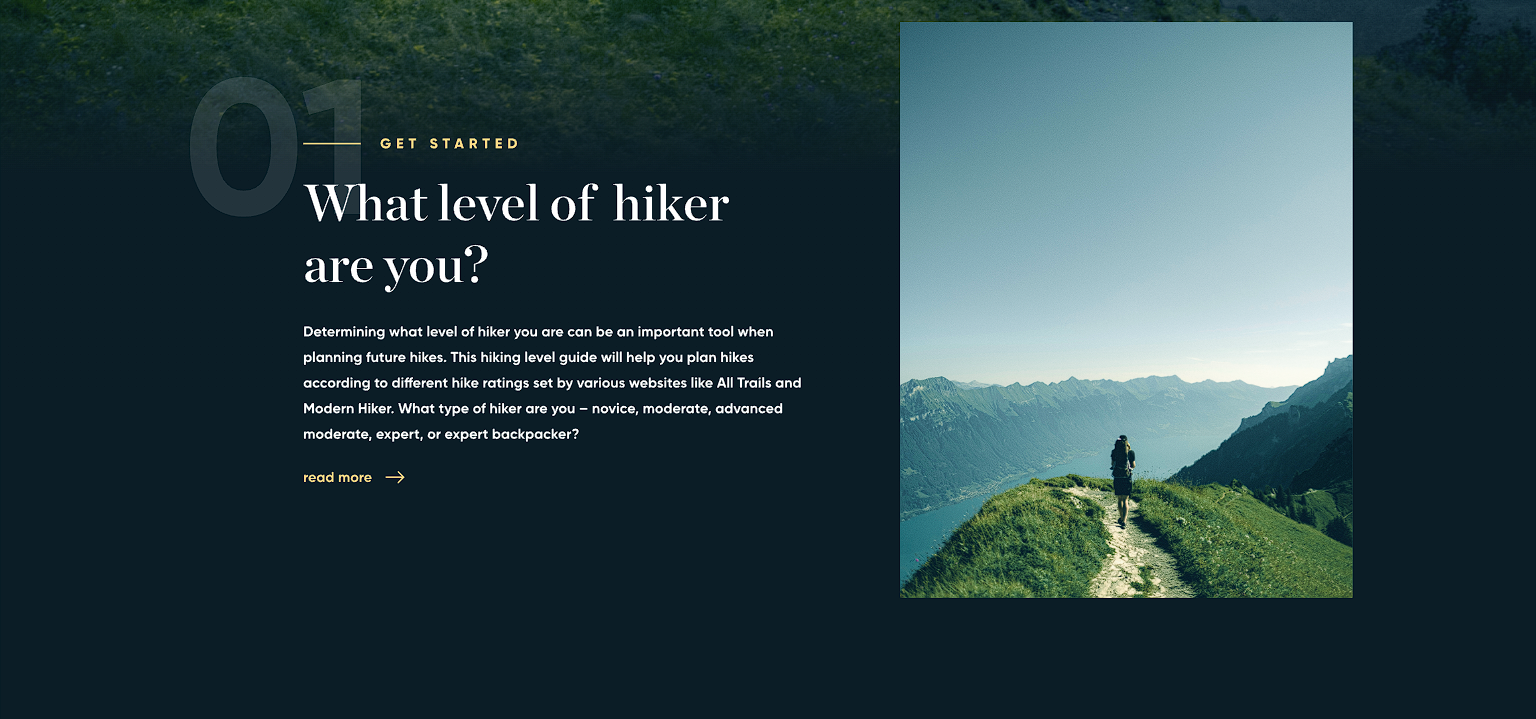 01
GET STARTED
What level of hiker
are you?
Determining what level of hiker you are can be an important tool when
planning future hikes. This hiking level guide will help you plan hikes
according to different hike ratings set by various websites like All Trails and
Modern Hiker. What type of hiker are you – novice, moderate, advanced
moderate, expert, or expert backpacker?
read more